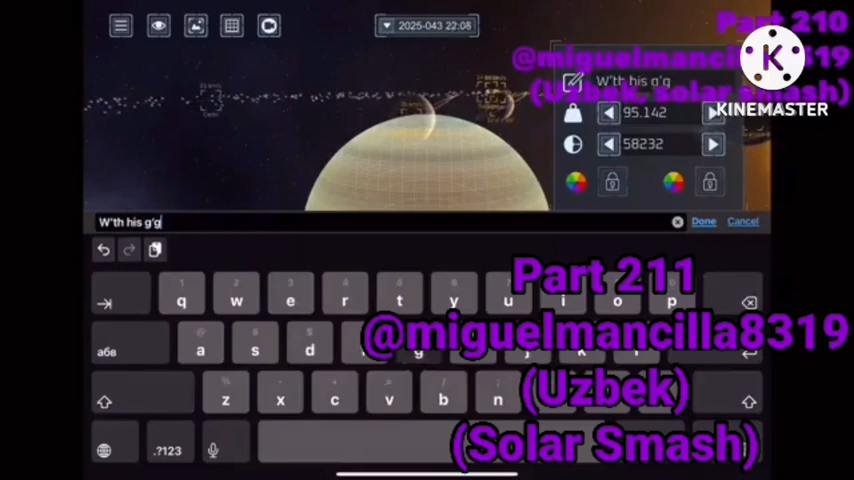 2025-043 22:08
Part 210
@miguelmancilla8319
(Uzbek, solar smash)
KINEMASTER
W'th his g'g
95.142
58232
W'th his g'g
Done Cancel
q w e r t y u i o p
абв a s d g j k
z x c v b n
.?123
Part 211
@miguelmancilla8319
(Uzbek)
(Solar Smash)